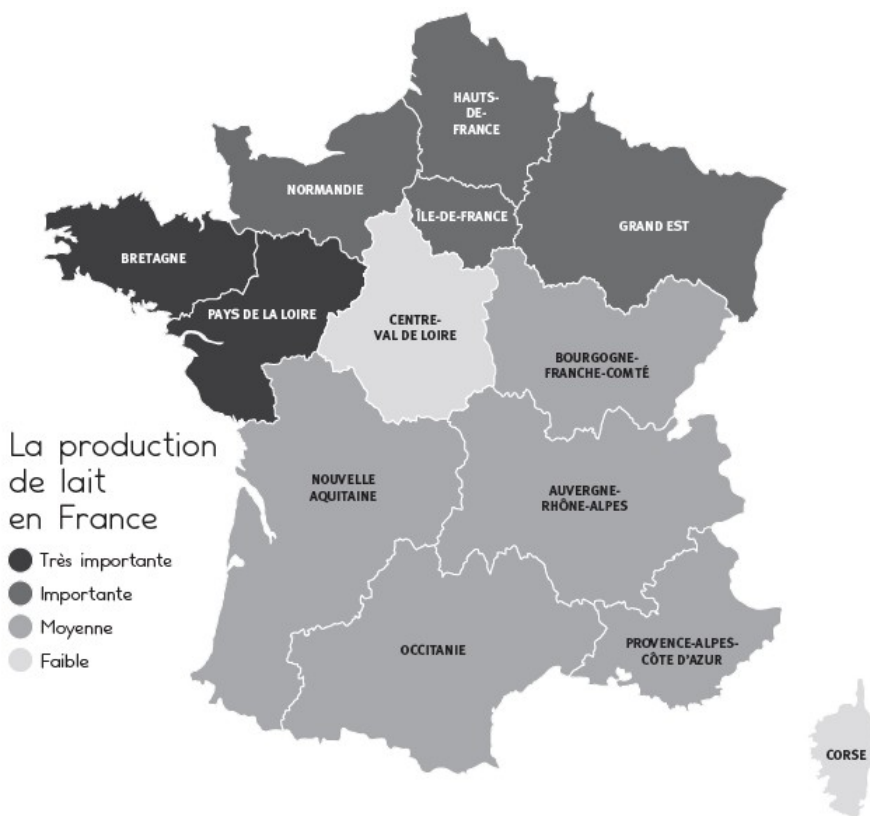 HAUTS-
DE-
FRANCE
NORMANDIE
ÎLE-DE-FRANCE
GRAND EST
BRETAGNE
PAYS DE LA LOIRE
CENTRE-
VAL DE LOIRE
BOURGOGNE-
FRANCHE-COMTÉ
La production
de lait
en France
Très importante
Importante
Moyenne
Faible
NOUVELLE
AQUITAINE
AUVERGNE-
RHÔNE-ALPES
OCCITANIE
PROVENCE-ALPES-
CÔTE D'AZUR
CORSE